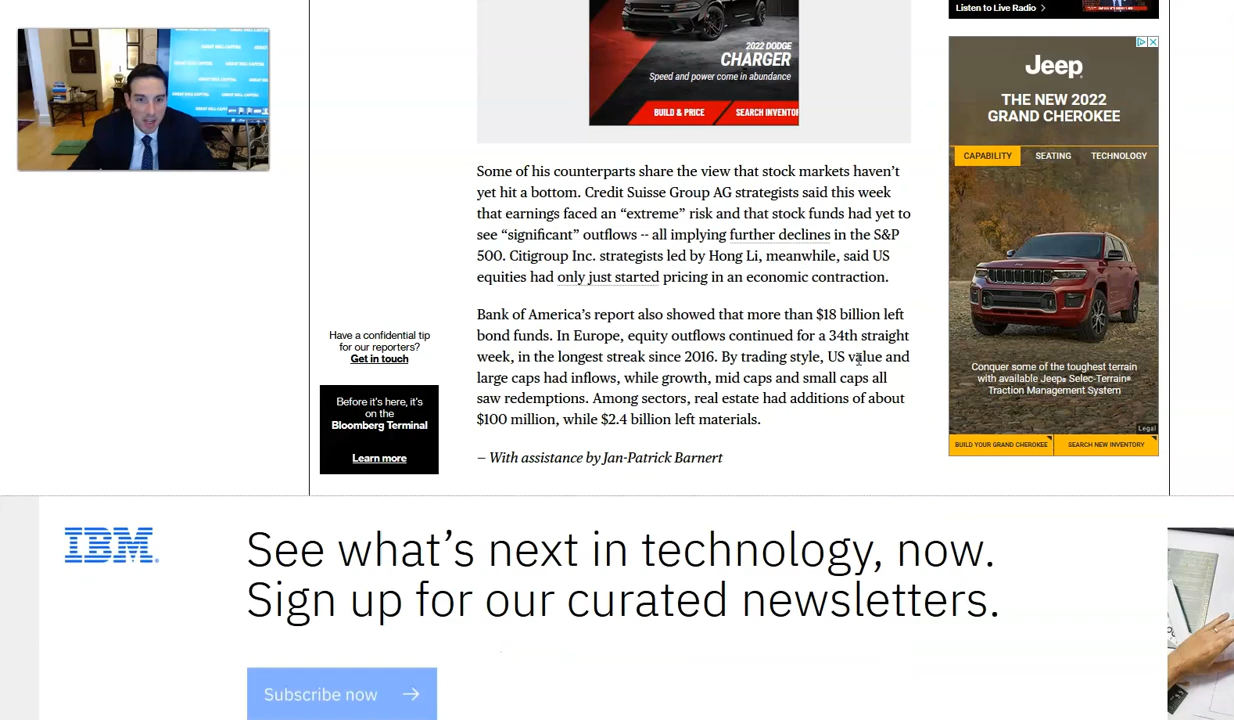 Listen to Live Radio >
2022 DODGE
CHARGER
Speed and power come in abundance
BUILD & PRICE
SEARCH INVENTOR
Jeep
THE NEW 2022
GRAND CHEROKEE
CAPABILITY
SEATING
TECHNOLOGY
GREAT HILL CAPITAL
Some of his counterparts share the view that stock markets haven’t
yet hit a bottom. Credit Suisse Group AG strategists said this week
that earnings faced an “extreme” risk and that stock funds had yet to
see “significant” outflows -- all implying further declines in the S&P
500. Citigroup Inc. strategists led by Hong Li, meanwhile, said US
equities had only just started pricing in an economic contraction.
Have a confidential tip
for our reporters?
Get in touch
Bank of America’s report also showed that more than $18 billion left
bond funds. In Europe, equity outflows continued for a 34th straight
week, in the longest streak since 2016. By trading style, US value and
large caps had inflows, while growth, mid caps and small caps all
saw redemptions. Among sectors, real estate had additions of about
$100 million, while $2.4 billion left materials.
Before it's here, it's
on the
Bloomberg Terminal
Learn more
— With assistance by Jan-Patrick Barnert
Conquer some of the toughest terrain
with available Jeep® Selec-Terrain®
Traction Management System
Legal
BUILD YOUR GRAND CHEROKEE
SEARCH NEW INVENTORY
IBM
See what’s next in technology, now.
Sign up for our curated newsletters.
Subscribe now →